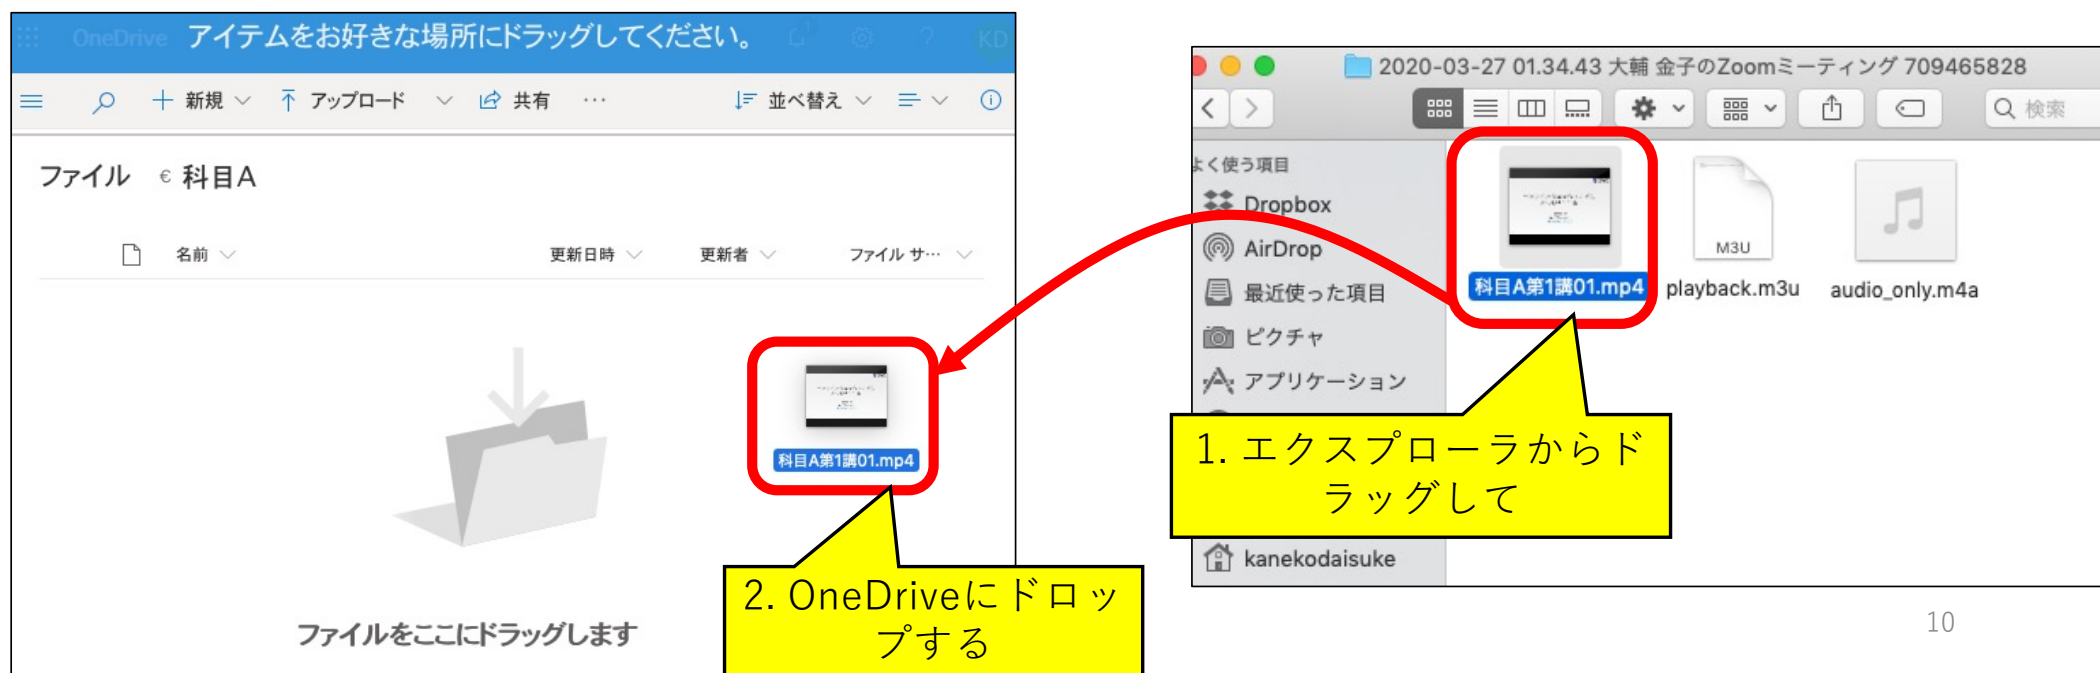 OneDrive アイテムをお好きな場所にドラッグしてください。 ? KD
新規 アップロード 共有 … 並べ替え
ファイル € 科目A
名前 更新日時 更新者 ファイル サ…
科目A第1講01.mp4
ファイルをここにドラッグします
2. OneDriveにドロッ
プする
2020-03-27 01.34.43 大輔 金子のZoomミーティング 709465828
検索
よく使う項目
Dropbox
AirDrop
最近使った項目
ピクチャ
アプリケーション
kanekodaisuke
M3U
科目A第1講01.mp4 playback.m3u audio_only.m4a
1. エクスプローラからド
ラッグして
10